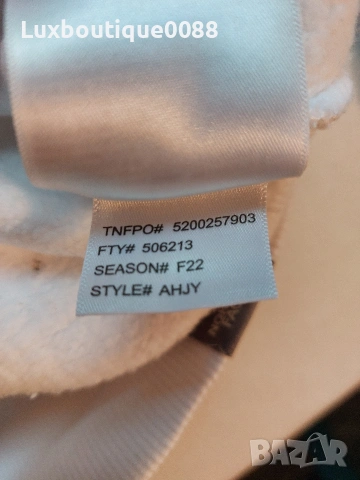 Luxboutique0088
TNFPO# 5200257903
FTY# 506213
SEASON# F22
STYLE# AHJY
BAZAR